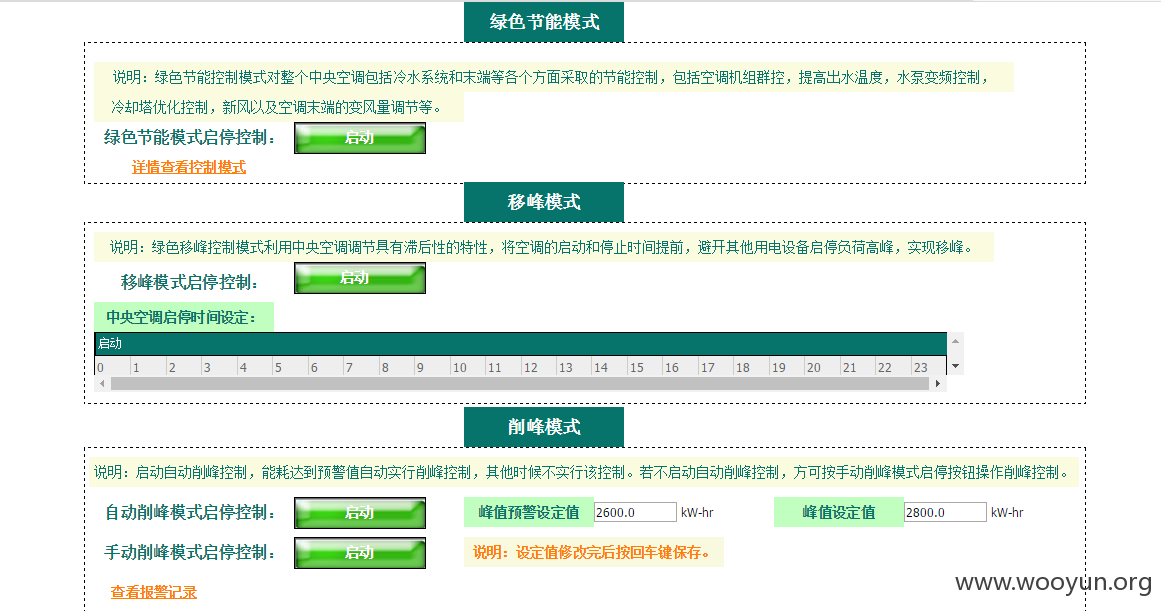 绿色节能模式
说明：绿色节能控制模式对整个中央空调包括冷水系统和末端等各个方面采取的节能控制，包括空调机组群控，提高出水温度，水泵变频控制，
冷却塔优化控制，新风以及空调末端的变风量调节等。
绿色节能模式启停控制： 启动
详情查看控制模式
移峰模式
说明：绿色移峰控制模式利用中央空调调节具有滞后性的特性，将空调的启动和停止时间提前，避开其他用电设备启停负荷高峰，实现移峰。
移峰模式启停控制： 启动
中央空调启停时间设定：
启动
0 1 2 3 4 5 6 7 8 9 10 11 12 13 14 15 16 17 18 19 20 21 22 23
削峰模式
说明：启动自动削峰控制，能耗达到预警值自动实行削峰控制，其他时候不实行该控制。若不启动自动削峰控制，方可按手动削峰模式启停按钮操作削峰控制。
自动削峰模式启停控制： 启动 峰值预警设定值 2600.0 kW-hr 峰值设定值 2800.0 kW-hr
手动削峰模式启停控制： 启动 说明：设定值修改完后按回车键保存。
查看报警记录
www.wooyun.org